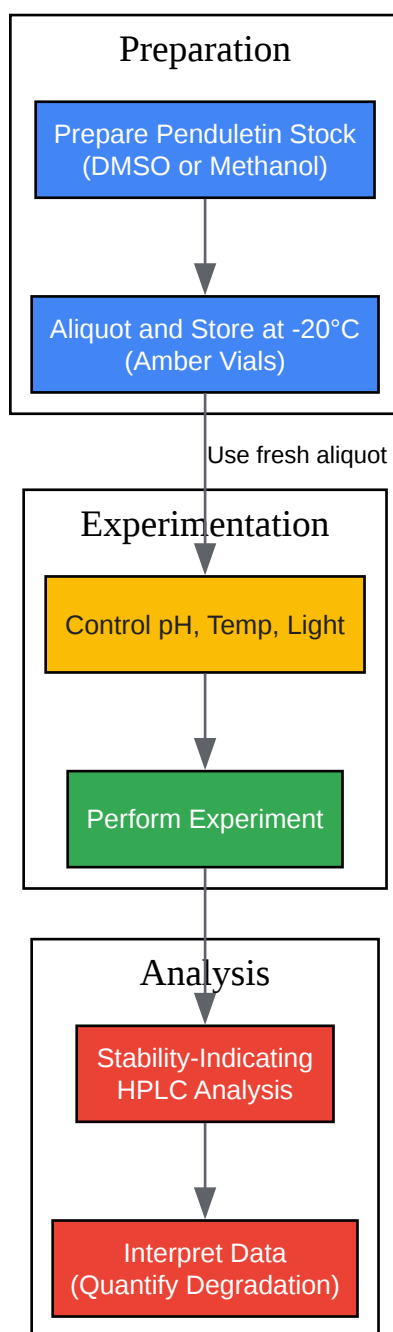 Preparation
Prepare Penduletin Stock
(DMSO or Methanol)
Aliquot and Store at -20°C
(Amber Vials)
Use fresh aliquot
Experimentation
Control pH, Temp, Light
Perform Experiment
Analysis
Stability-Indicating
HPLC Analysis
Interpret Data
(Quantify Degradation)